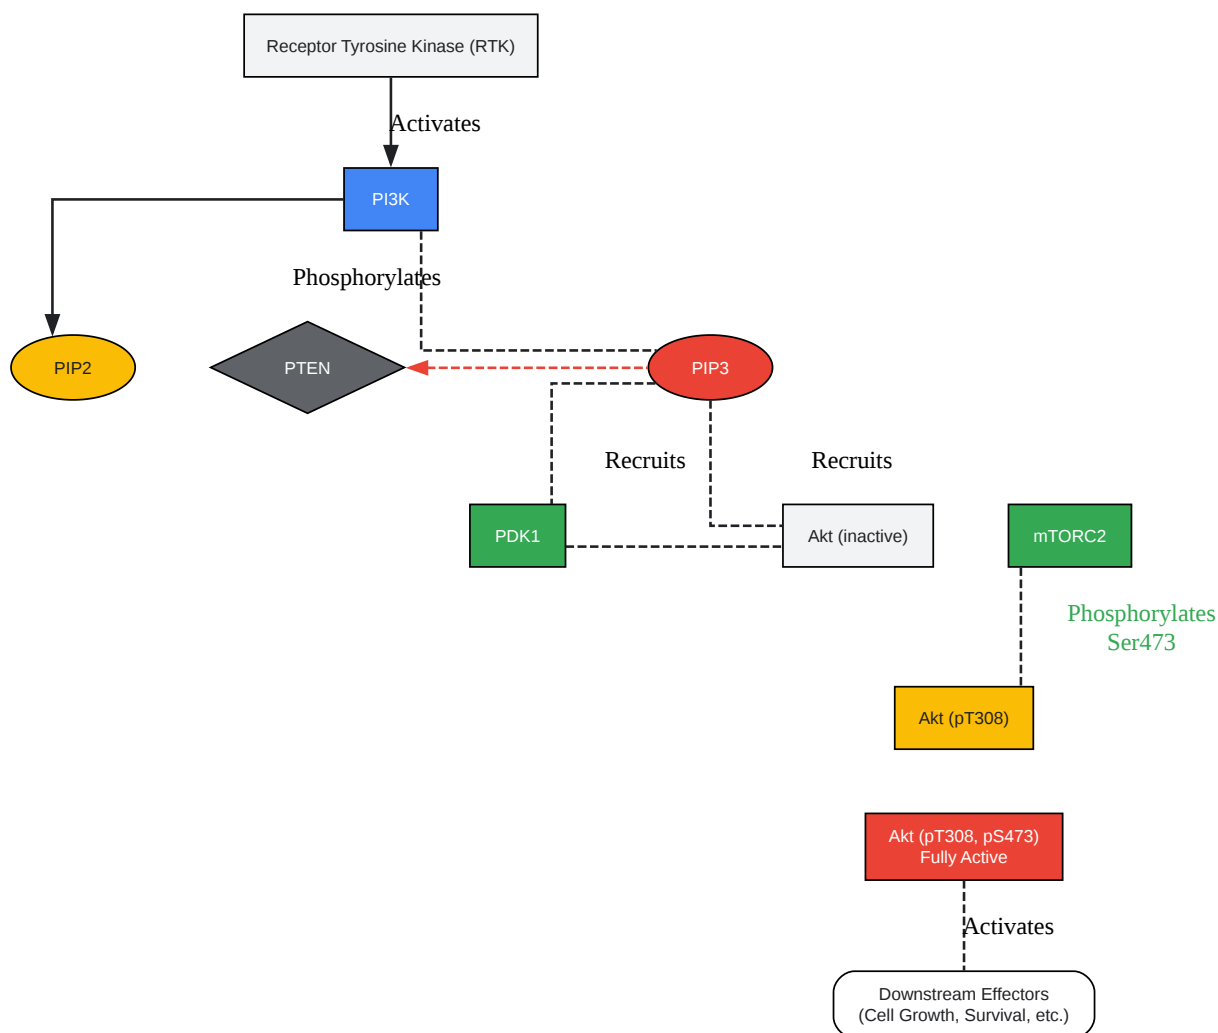 Receptor Tyrosine Kinase (RTK)
Activates
PI3K
Phosphorylates
PIP2
PTEN
PIP3
Recruits
Recruits
PDK1
Akt (inactive)
mTORC2
Phosphorylates
Ser473
Akt (pT308)
Akt (pT308, pS473)
Fully Active
Activates
Downstream Effectors
(Cell Growth, Survival, etc.)